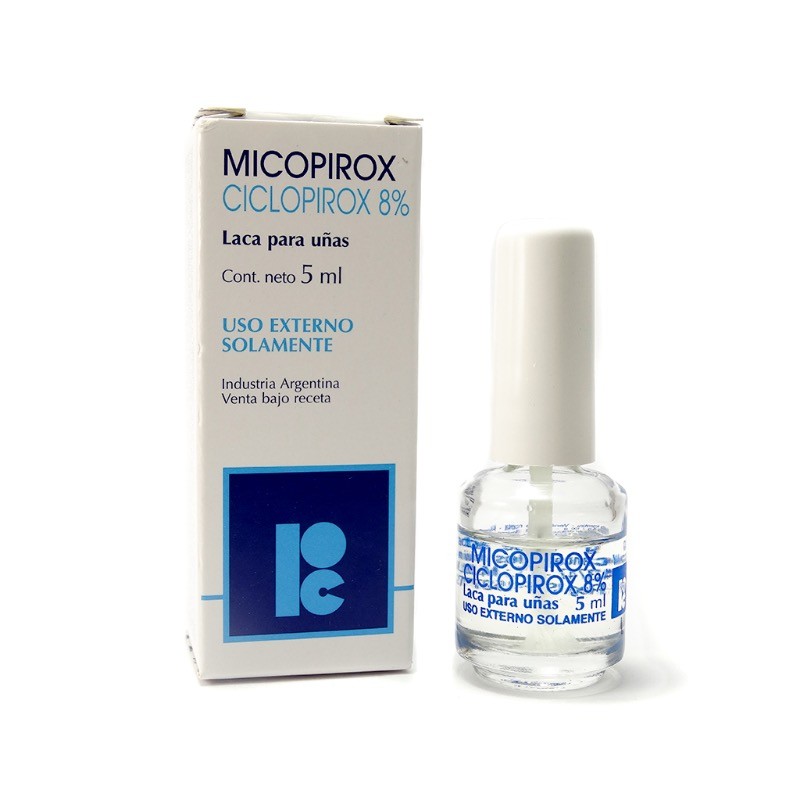 MICOPIROX
CICLOPIROX 8%
Laca para uñas
Cont. neto 5 ml
USO EXTERNO
SOLAMENTE
Industria Argentina
Venta bajo receta
MICOPIROX
CICLOPIROX 8%
Laca para uñas 5 ml
USO EXTERNO SOLAMENTE